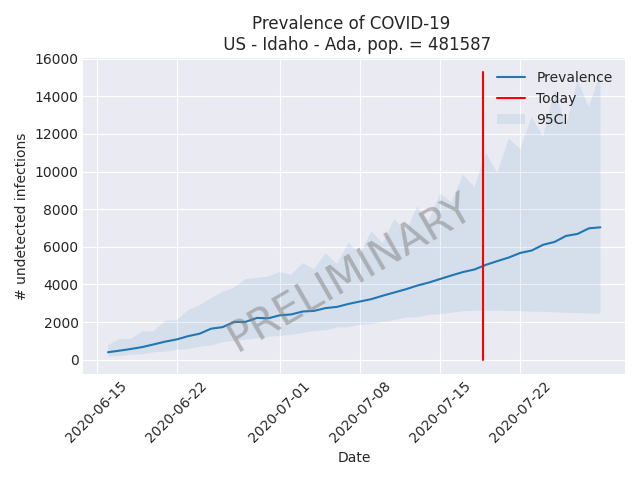 Prevalence of COVID-19
US - Idaho - Ada, pop. = 481587
16000
14000
12000
10000
8000
6000
4000
2000
0
# undetected infections
Prevalence
Today
95CI
PRELIMINARY
2020-06-15
2020-06-22
2020-07-01
2020-07-08
2020-07-15
2020-07-22
Date